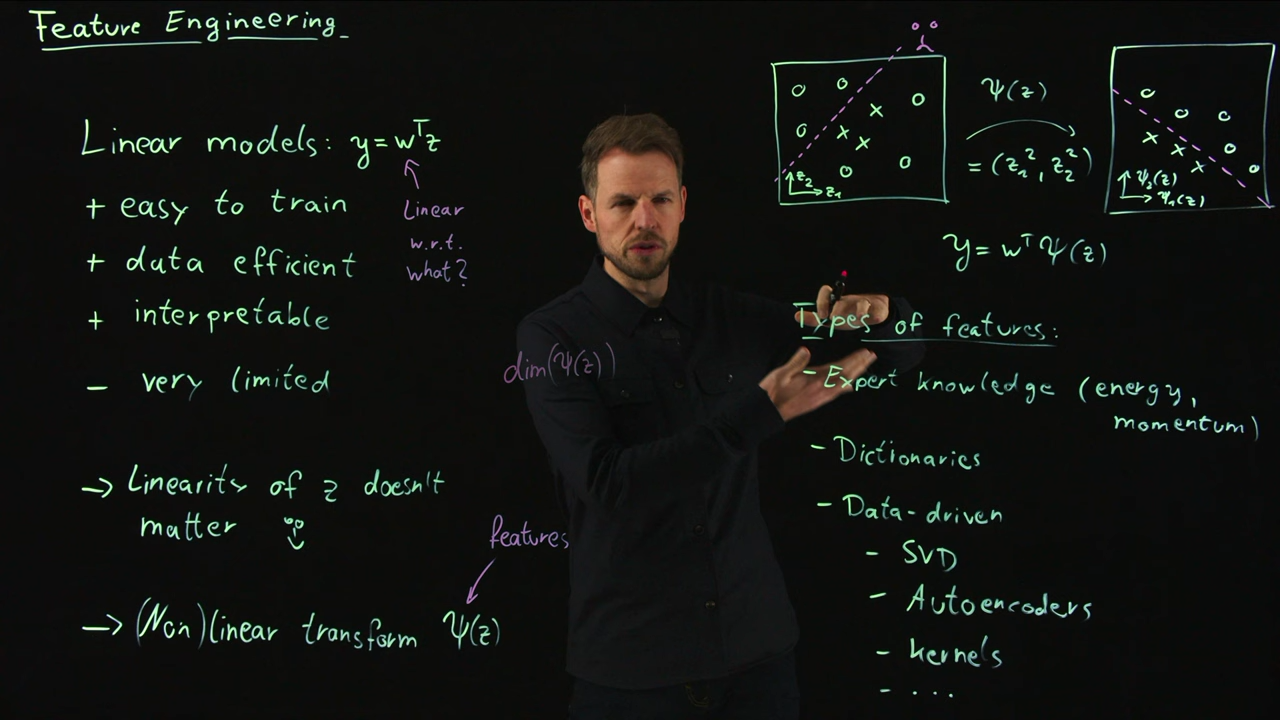 Feature Engineering
Linear models: y = wᵀz
+ easy to train
+ data efficient
+ interpretable
- very limited
Linear
w.r.t.
what?
→ Linearity of z doesn't
matter
→ (Non)linear transform Ψ(z)
features
dim(Ψ(z))
z₂
z₁
Ψ(z)
= (z₁², z₂²)
Ψ₂(z)
Ψ₁(z)
y = wᵀΨ(z)
Types of features:
- Expert knowledge (energy,
momentum)
- Dictionaries
- Data-driven
- SVD
- Autoencoders
- kernels
- ...